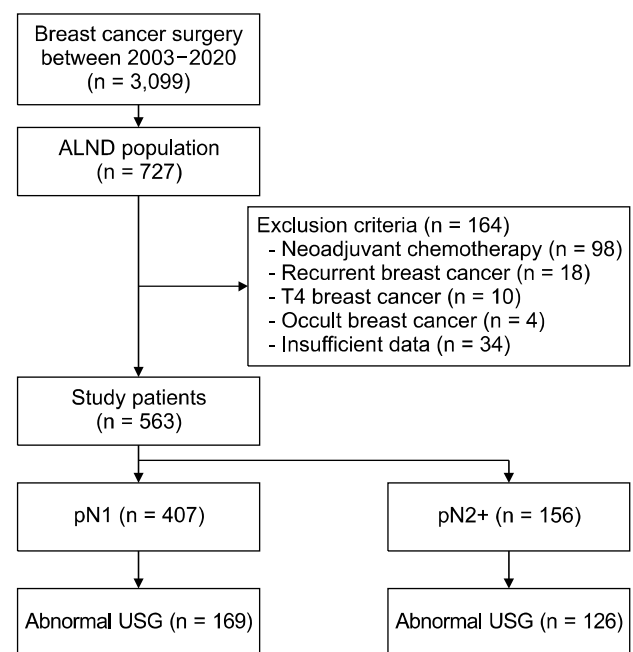 Breast cancer surgery
between 2003−2020
(n = 3,099)
ALND population
(n = 727)
Exclusion criteria (n = 164)
- Neoadjuvant chemotherapy (n = 98)
- Recurrent breast cancer (n = 18)
- T4 breast cancer (n = 10)
- Occult breast cancer (n = 4)
- Insufficient data (n = 34)
Study patients
(n = 563)
pN1 (n = 407)
pN2+ (n = 156)
Abnormal USG (n = 169)
Abnormal USG (n = 126)